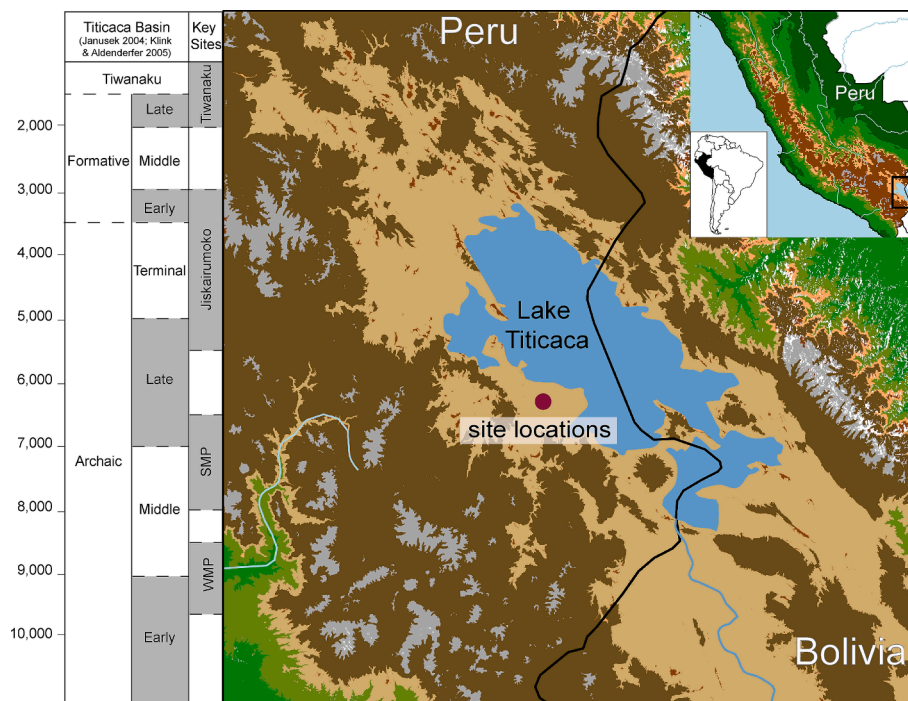 Titicaca Basin
(Janusek 2004; Klink
& Aldenderfer 2005)
Key
Sites
Tiwanaku
Tiwanaku
Late
2,000
Formative
Middle
3,000
Early
4,000
Terminal
Jiskairumoko
5,000
Late
6,000
7,000
SMP
Archaic
8,000
Middle
9,000
WMP
10,000
Early
Peru
Lake
Titicaca
site locations
Bolivia
Peru